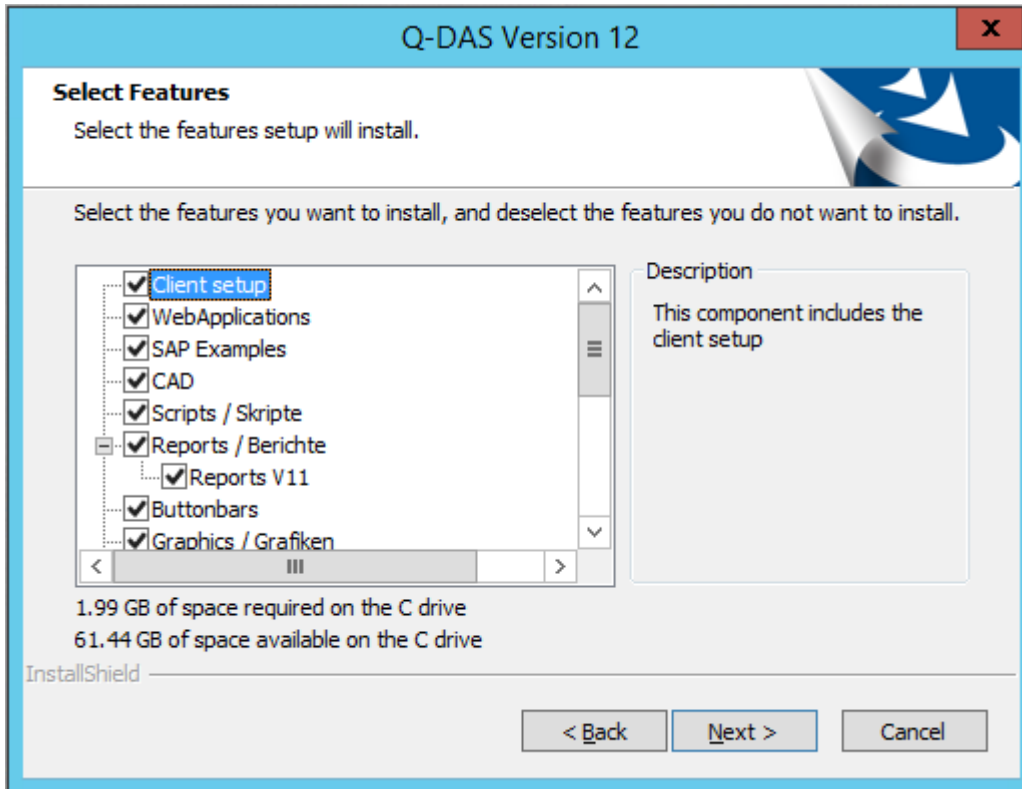 Q-DAS Version 12
x
Select Features
Select the features setup will install.
Select the features you want to install, and deselect the features you do not want to install.
Client setup
WebApplications
SAP Examples
CAD
Scripts / Skripte
Reports / Berichte
Reports V11
Buttonbars
Graphics / Grafiken
Description
This component includes the
client setup
1.99 GB of space required on the C drive
61.44 GB of space available on the C drive
InstallShield
< Back
Next >
Cancel